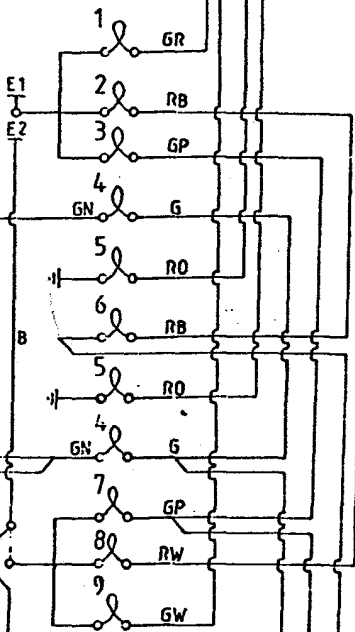 1 GR
E1
2 RB
E2
3 GP
4
GN G
5 RO
6 RB
B
5 RO
4
GN G
7 GP
8 RW
9 GW